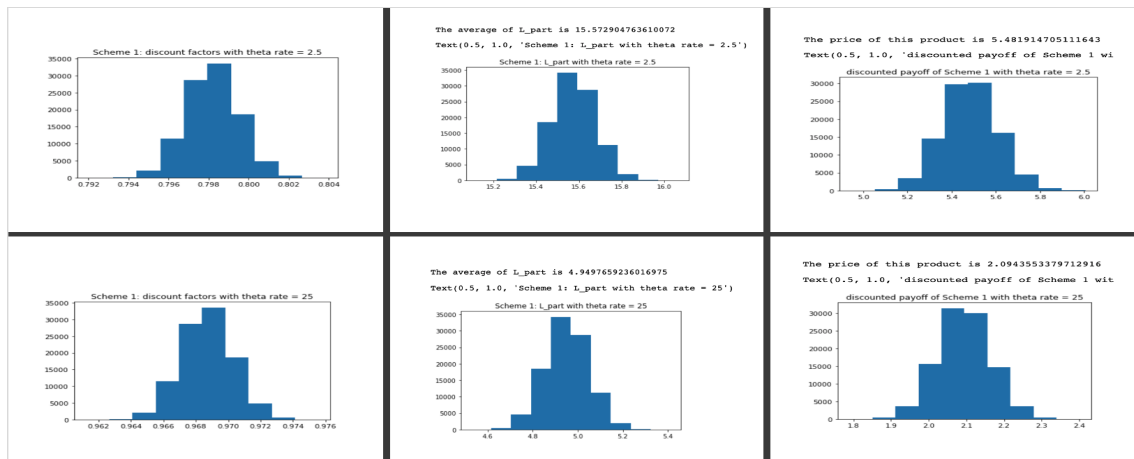 Scheme 1: discount factors with theta rate = 2.5
35000
30000
25000
20000
15000
10000
5000
0
0.792 0.794 0.796 0.798 0.800 0.802 0.804
The average of L_part is 15.572904763610072
Text(0.5, 1.0, 'Scheme 1: L_part with theta rate = 2.5')
Scheme 1: L_part with theta rate = 2.5
35000
30000
25000
20000
15000
10000
5000
0
15.2 15.4 15.6 15.8 16.0
The price of this product is 5.481914705111643
Text(0.5, 1.0, 'discounted payoff of Scheme 1 wi
discounted payoff of Scheme 1 with theta rate = 2.5
30000
25000
20000
15000
10000
5000
0
5.0 5.2 5.4 5.6 5.8 6.0
Scheme 1: discount factors with theta rate = 25
35000
30000
25000
20000
15000
10000
5000
0
0.962 0.964 0.966 0.968 0.970 0.972 0.974 0.976
The average of L_part is 4.9497659236016975
Text(0.5, 1.0, 'Scheme 1: L_part with theta rate = 25')
Scheme 1: L_part with theta rate = 25
35000
30000
25000
20000
15000
10000
5000
0
4.6 4.8 5.0 5.2 5.4
The price of this product is 2.0943553379712916
Text(0.5, 1.0, 'discounted payoff of Scheme 1 wit
discounted payoff of Scheme 1 with theta rate = 25
30000
25000
20000
15000
10000
5000
0
1.8 1.9 2.0 2.1 2.2 2.3 2.4